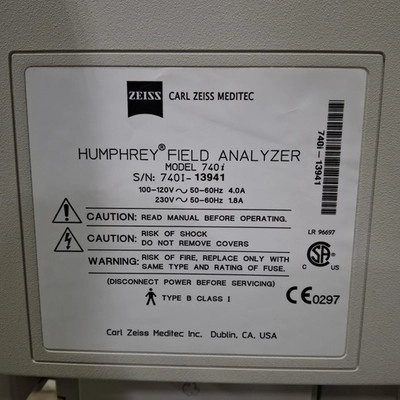 ZEISS CARL ZEISS MEDITEC
HUMPHREY® FIELD ANALYZER
MODEL 740i
S/N: 740I-13941
100-120V ~ 50-60Hz 4.0A
230V ~ 50-60Hz 1.8A
740I-13941
CAUTION: READ MANUAL BEFORE OPERATING.
CAUTION: RISK OF SHOCK
DO NOT REMOVE COVERS
LR 96697
C SA US
WARNING: RISK OF FIRE, REPLACE ONLY WITH
SAME TYPE AND RATING OF FUSE.
(DISCONNECT POWER BEFORE SERVICING)
TYPE B CLASS I
CE0297
Carl Zeiss Meditec Inc. Dublin, CA. USA